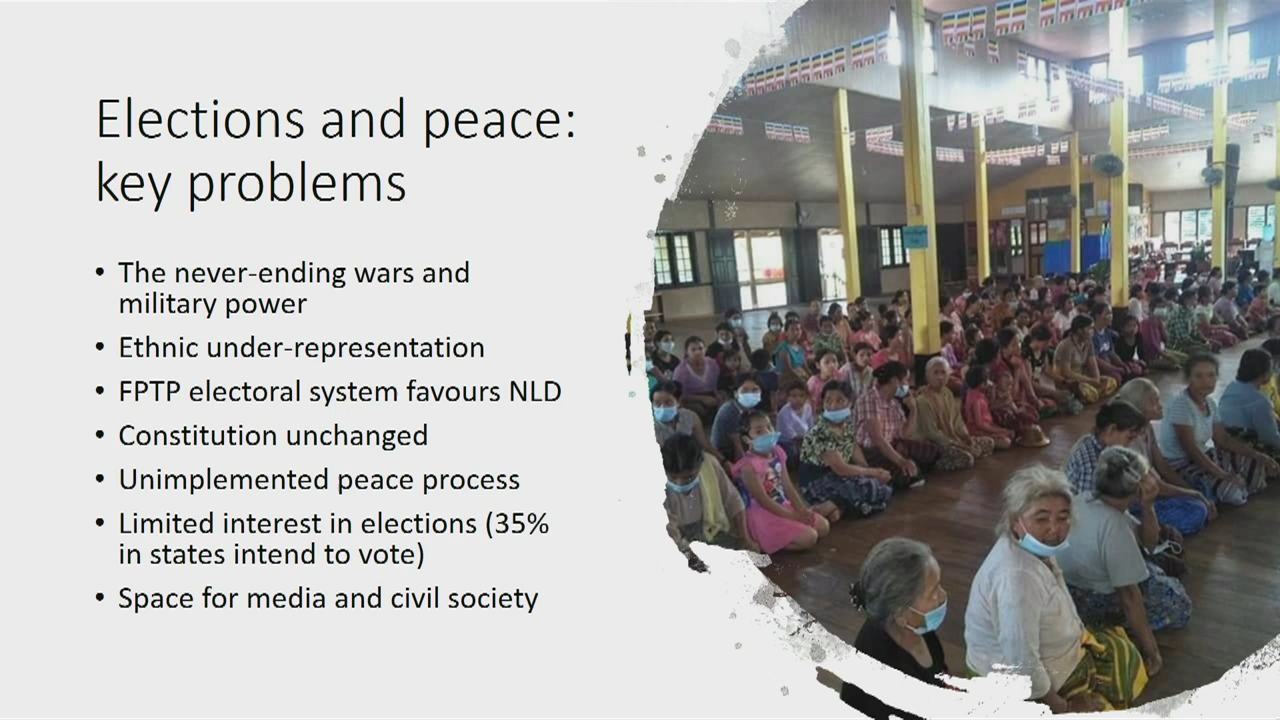 Elections and peace:
key problems
• The never-ending wars and
military power
• Ethnic under-representation
• FPTP electoral system favours NLD
• Constitution unchanged
• Unimplemented peace process
• Limited interest in elections (35%
in states intend to vote)
• Space for media and civil society